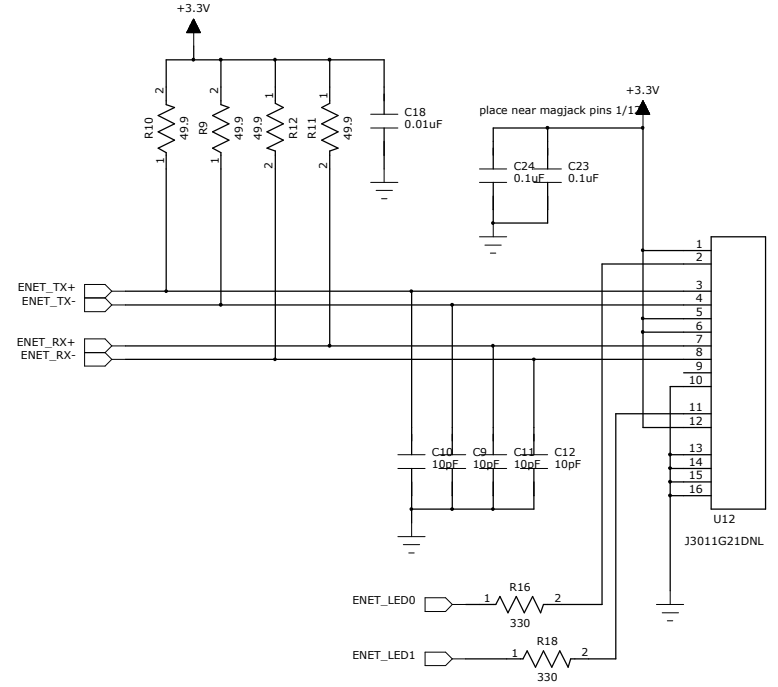 +3.3V
2
2
1
1
R10
49.9
R9
49.9
49.9
R12
R11
49.9
C18
0.01uF
1
1
2
2
+3.3V
place near magjack pins 1/12
C24
0.1uF
C23
0.1uF
ENET_TX+
ENET_TX-
ENET_RX+
ENET_RX-
1
2
3
4
5
6
7
8
9
10
11
12
13
14
15
16
C10
10pF
C9
10pF
C11
10pF
C12
10pF
U12
J3011G21DNL
ENET_LED0
1
R16
2
330
ENET_LED1
1
R18
2
330